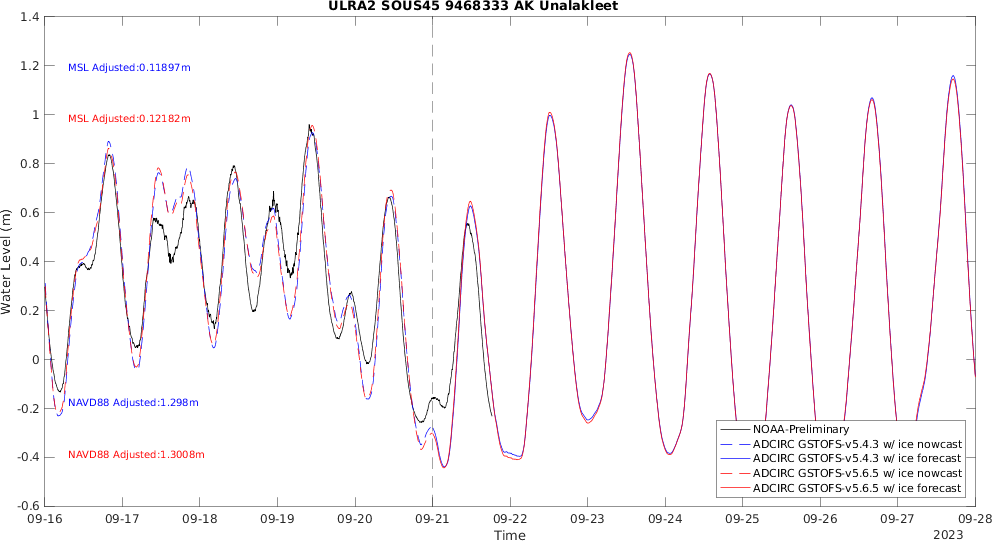 ULRA2 SOUS45 9468333 AK Unalakleet
Water Level (m)
1.4
1.2
1
0.8
0.6
0.4
0.2
0
-0.2
-0.4
-0.6
MSL Adjusted:0.11897m
MSL Adjusted:0.12182m
NAVD88 Adjusted:1.298m
NAVD88 Adjusted:1.3008m
NOAA-Preliminary
ADCIRC GSTOFS-v5.4.3 w/ ice nowcast
ADCIRC GSTOFS-v5.4.3 w/ ice forecast
ADCIRC GSTOFS-v5.6.5 w/ ice nowcast
ADCIRC GSTOFS-v5.6.5 w/ ice forecast
09-16 09-17 09-18 09-19 09-20 09-21 09-22 09-23 09-24 09-25 09-26 09-27 09-28
Time
2023